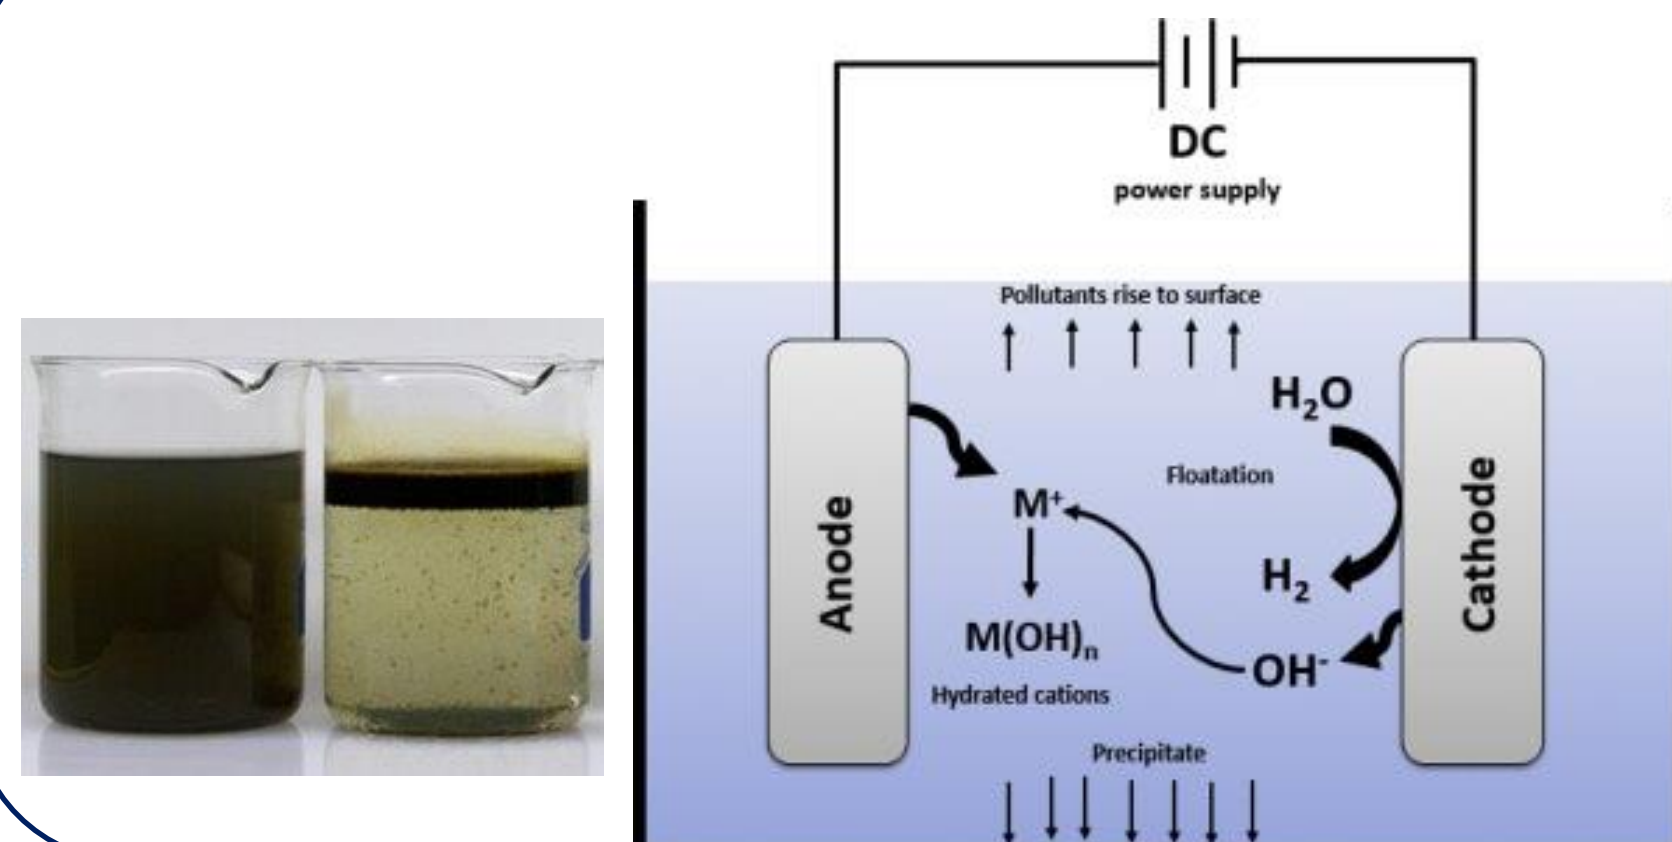 DC
power supply
Pollutants rise to surface
H₂O
Floatation
M⁺
Anode
Cathode
H₂
M(OH)ₙ
OH⁻
Hydrated cations
Precipitate